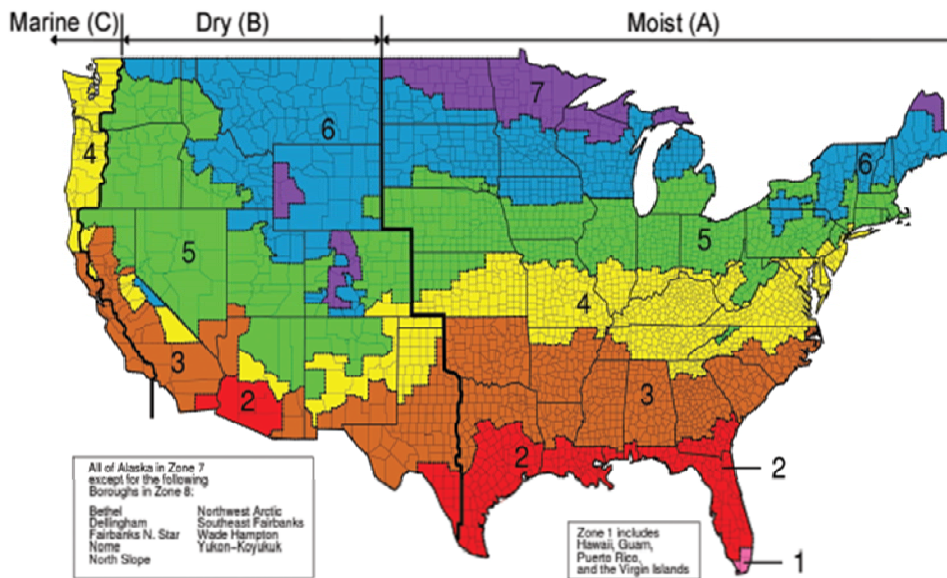 Marine (C) Dry (B) Moist (A)
7
6
4
6
5
5
4
3
3
2
2
2
1
All of Alaska in Zone 7
except for the following
Boroughs in Zone 8:
Bethel Northwest Arctic
Dellingham Southeast Fairbanks
Fairbanks N. Star Wade Hampton
Nome Yukon-Koyukuk
North Slope
Zone 1 includes
Hawaii, Guam,
Puerto Rico,
and the Virgin Islands